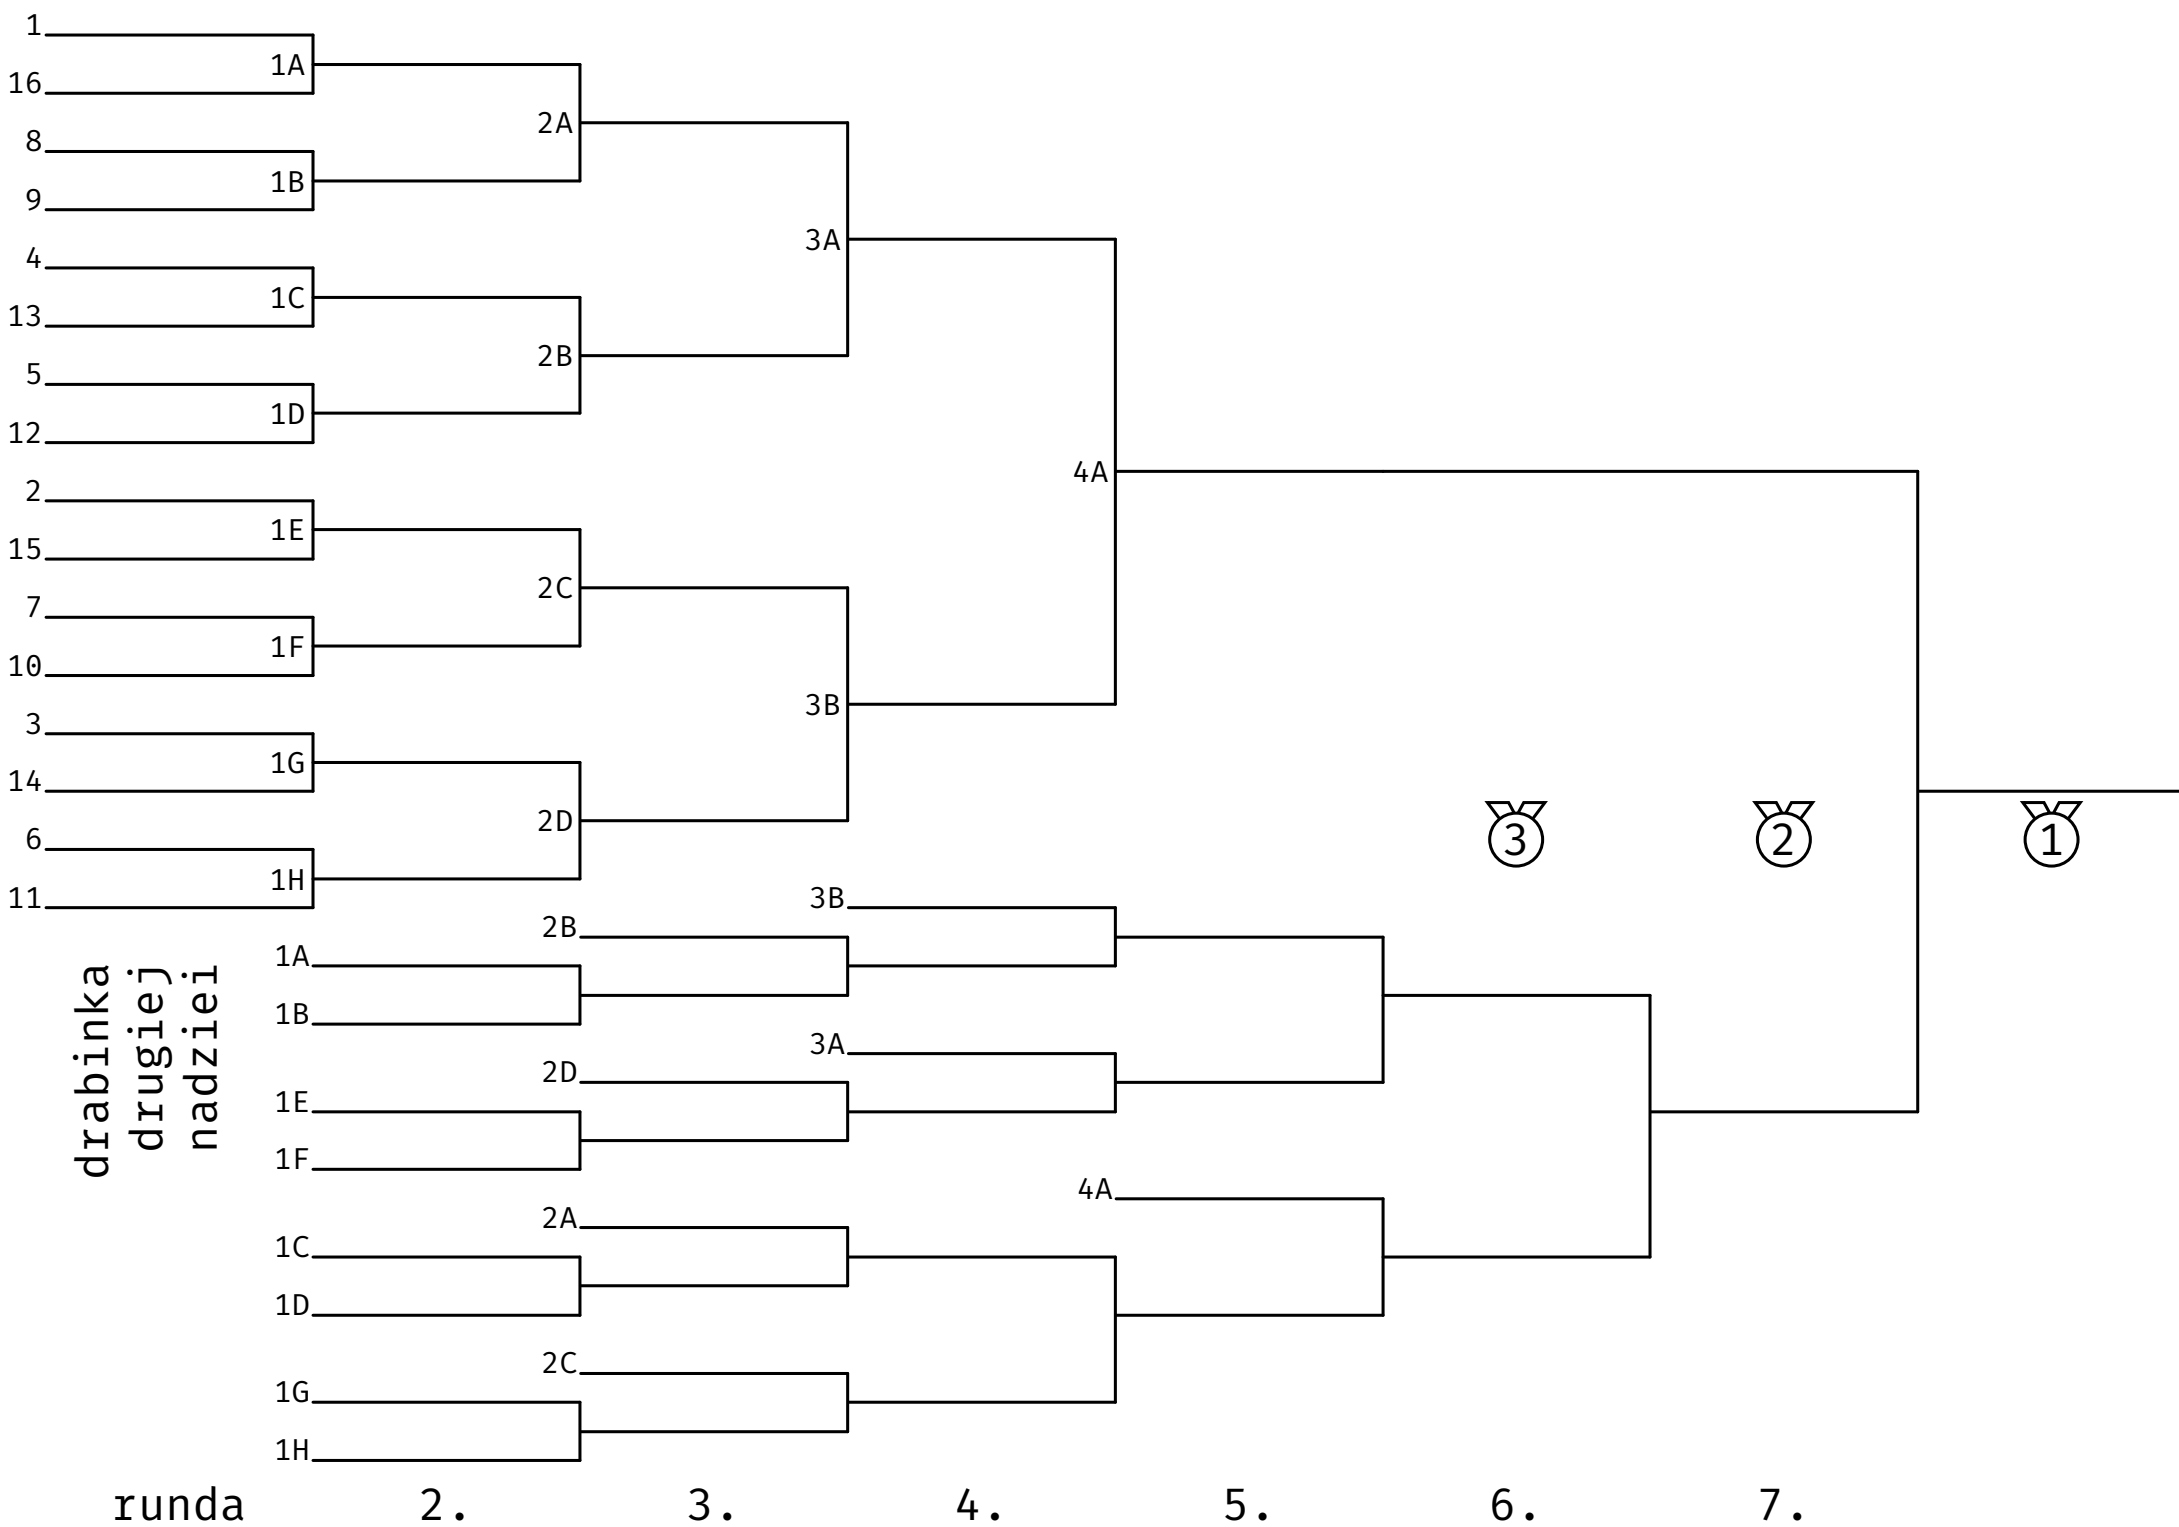 1
1A
16
2A
8
1B
9
3A
4
1C
13
2B
5
1D
12
4A
2
1E
15
2C
7
1F
10
3B
3
1G
14
2D
6
1H
11
3 2 1
3B
2B
1A
1B
3A
2D
1E
1F
4A
2A
1C
1D
2C
1G
1H
drabinka
drugiej
nadziei
runda 2. 3. 4. 5. 6. 7.